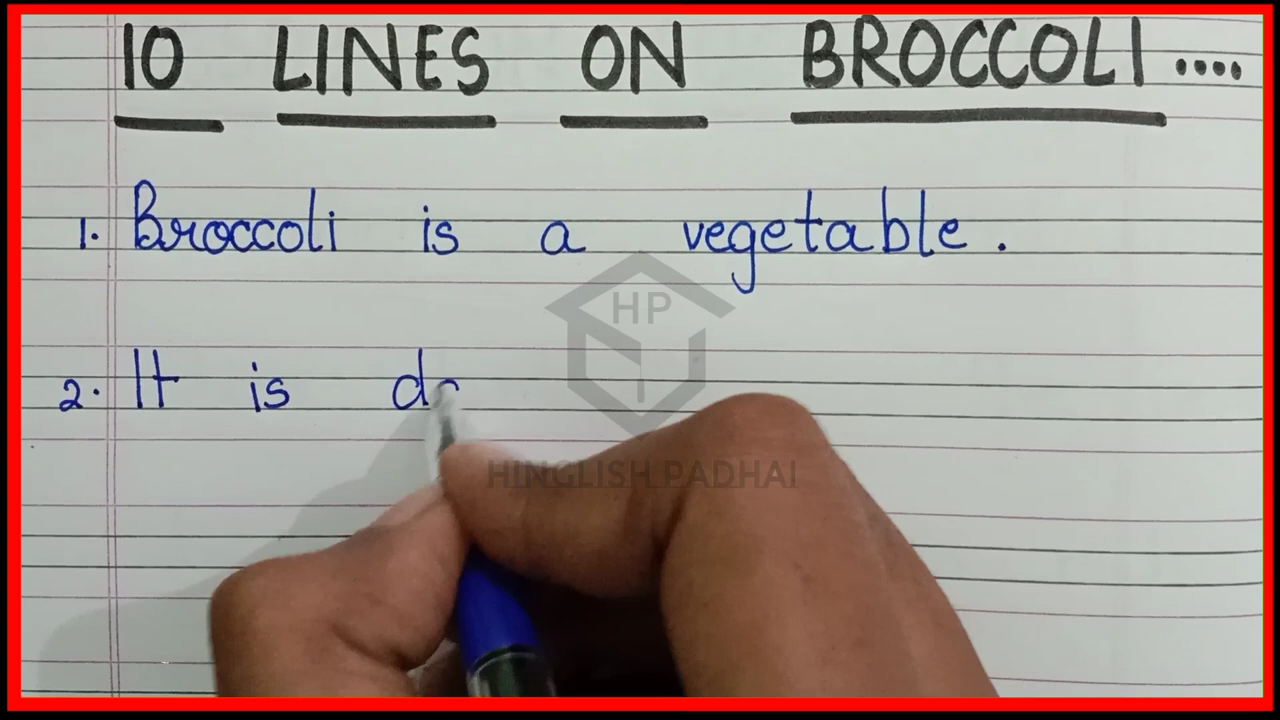 10 LINES ON BROCCOLI....
1. Broccoli is a vegetable.
HP
2. It is
HINGLISH PADHAI